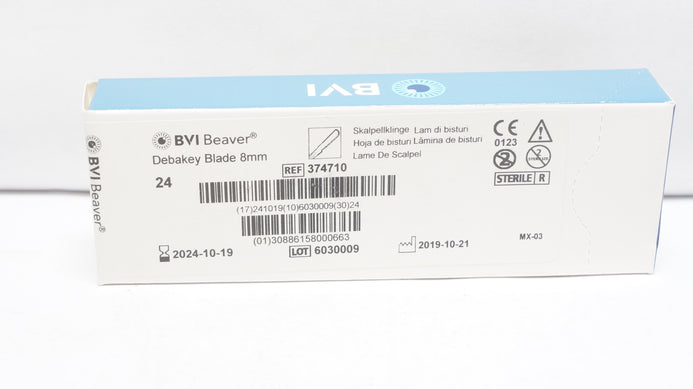 BVI
BVI Beaver®
BVI Beaver®
Debakey Blade 8mm
24
REF 374710
Skalpellklinge Lam di bisturi
Hoja de bisturi Lâmina de bisturi
Lame De Scalpel
CE
0123
2
2
STERILE R
(17)241019(10)6030009(30)24
(01)30886158000663
2024-10-19
LOT 6030009
2019-10-21
MX-03